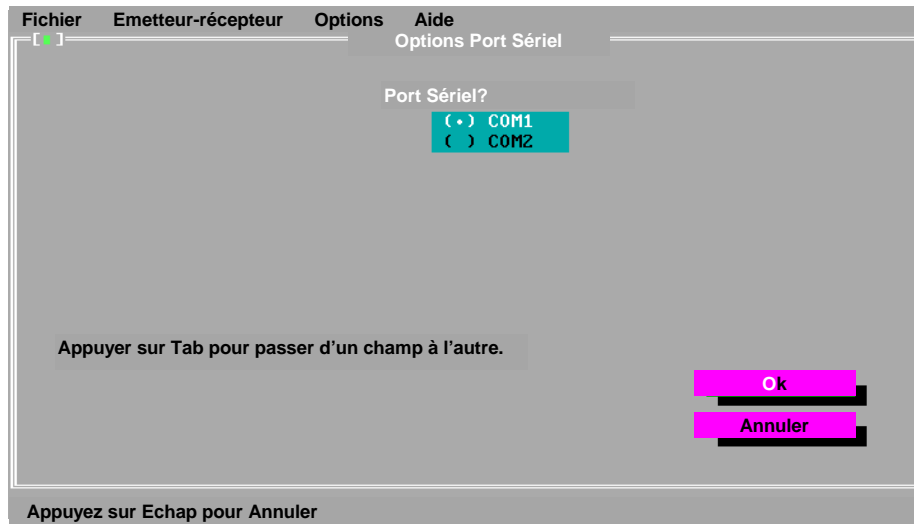 Fichier Emetteur-récepteur Options Aide
[▪] Options Port Sériel
Port Sériel?
(•) COM1
( ) COM2
Appuyer sur Tab pour passer d'un champ à l'autre.
Ok
Annuler
Appuyez sur Echap pour Annuler